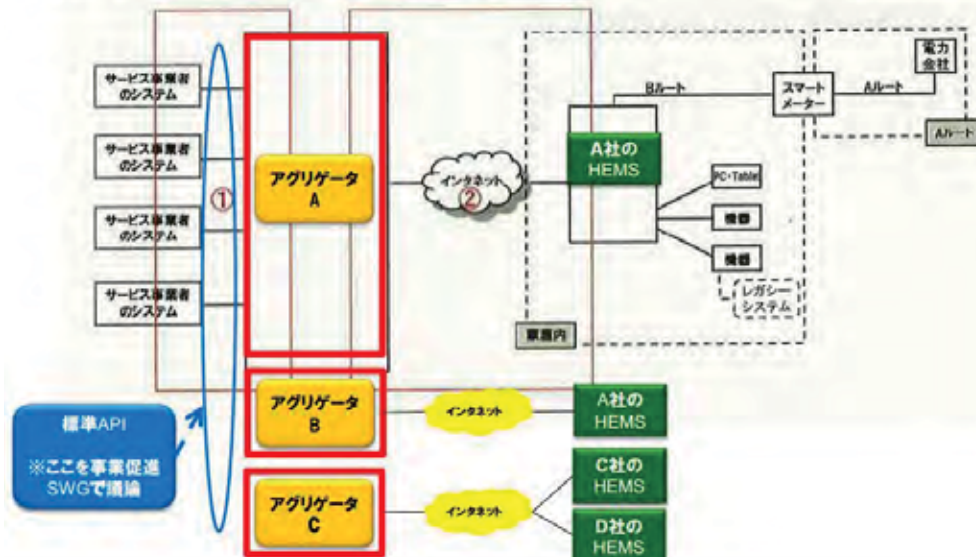 サービス事業者
のシステム
サービス事業者
のシステム
サービス事業者
のシステム
サービス事業者
のシステム
①
アグリゲータ
A
インタネット
②
A社の
HEMS
Bルート
スマート
メーター
Aルート
電力
会社
Aルート
PC・Table
機器
機器
レガシー
システム
家庭内
アグリゲータ
B
インタネット
A社の
HEMS
標準API
※ここを事業促進
SWGで議論
アグリゲータ
C
インタネット
C社の
HEMS
D社の
HEMS